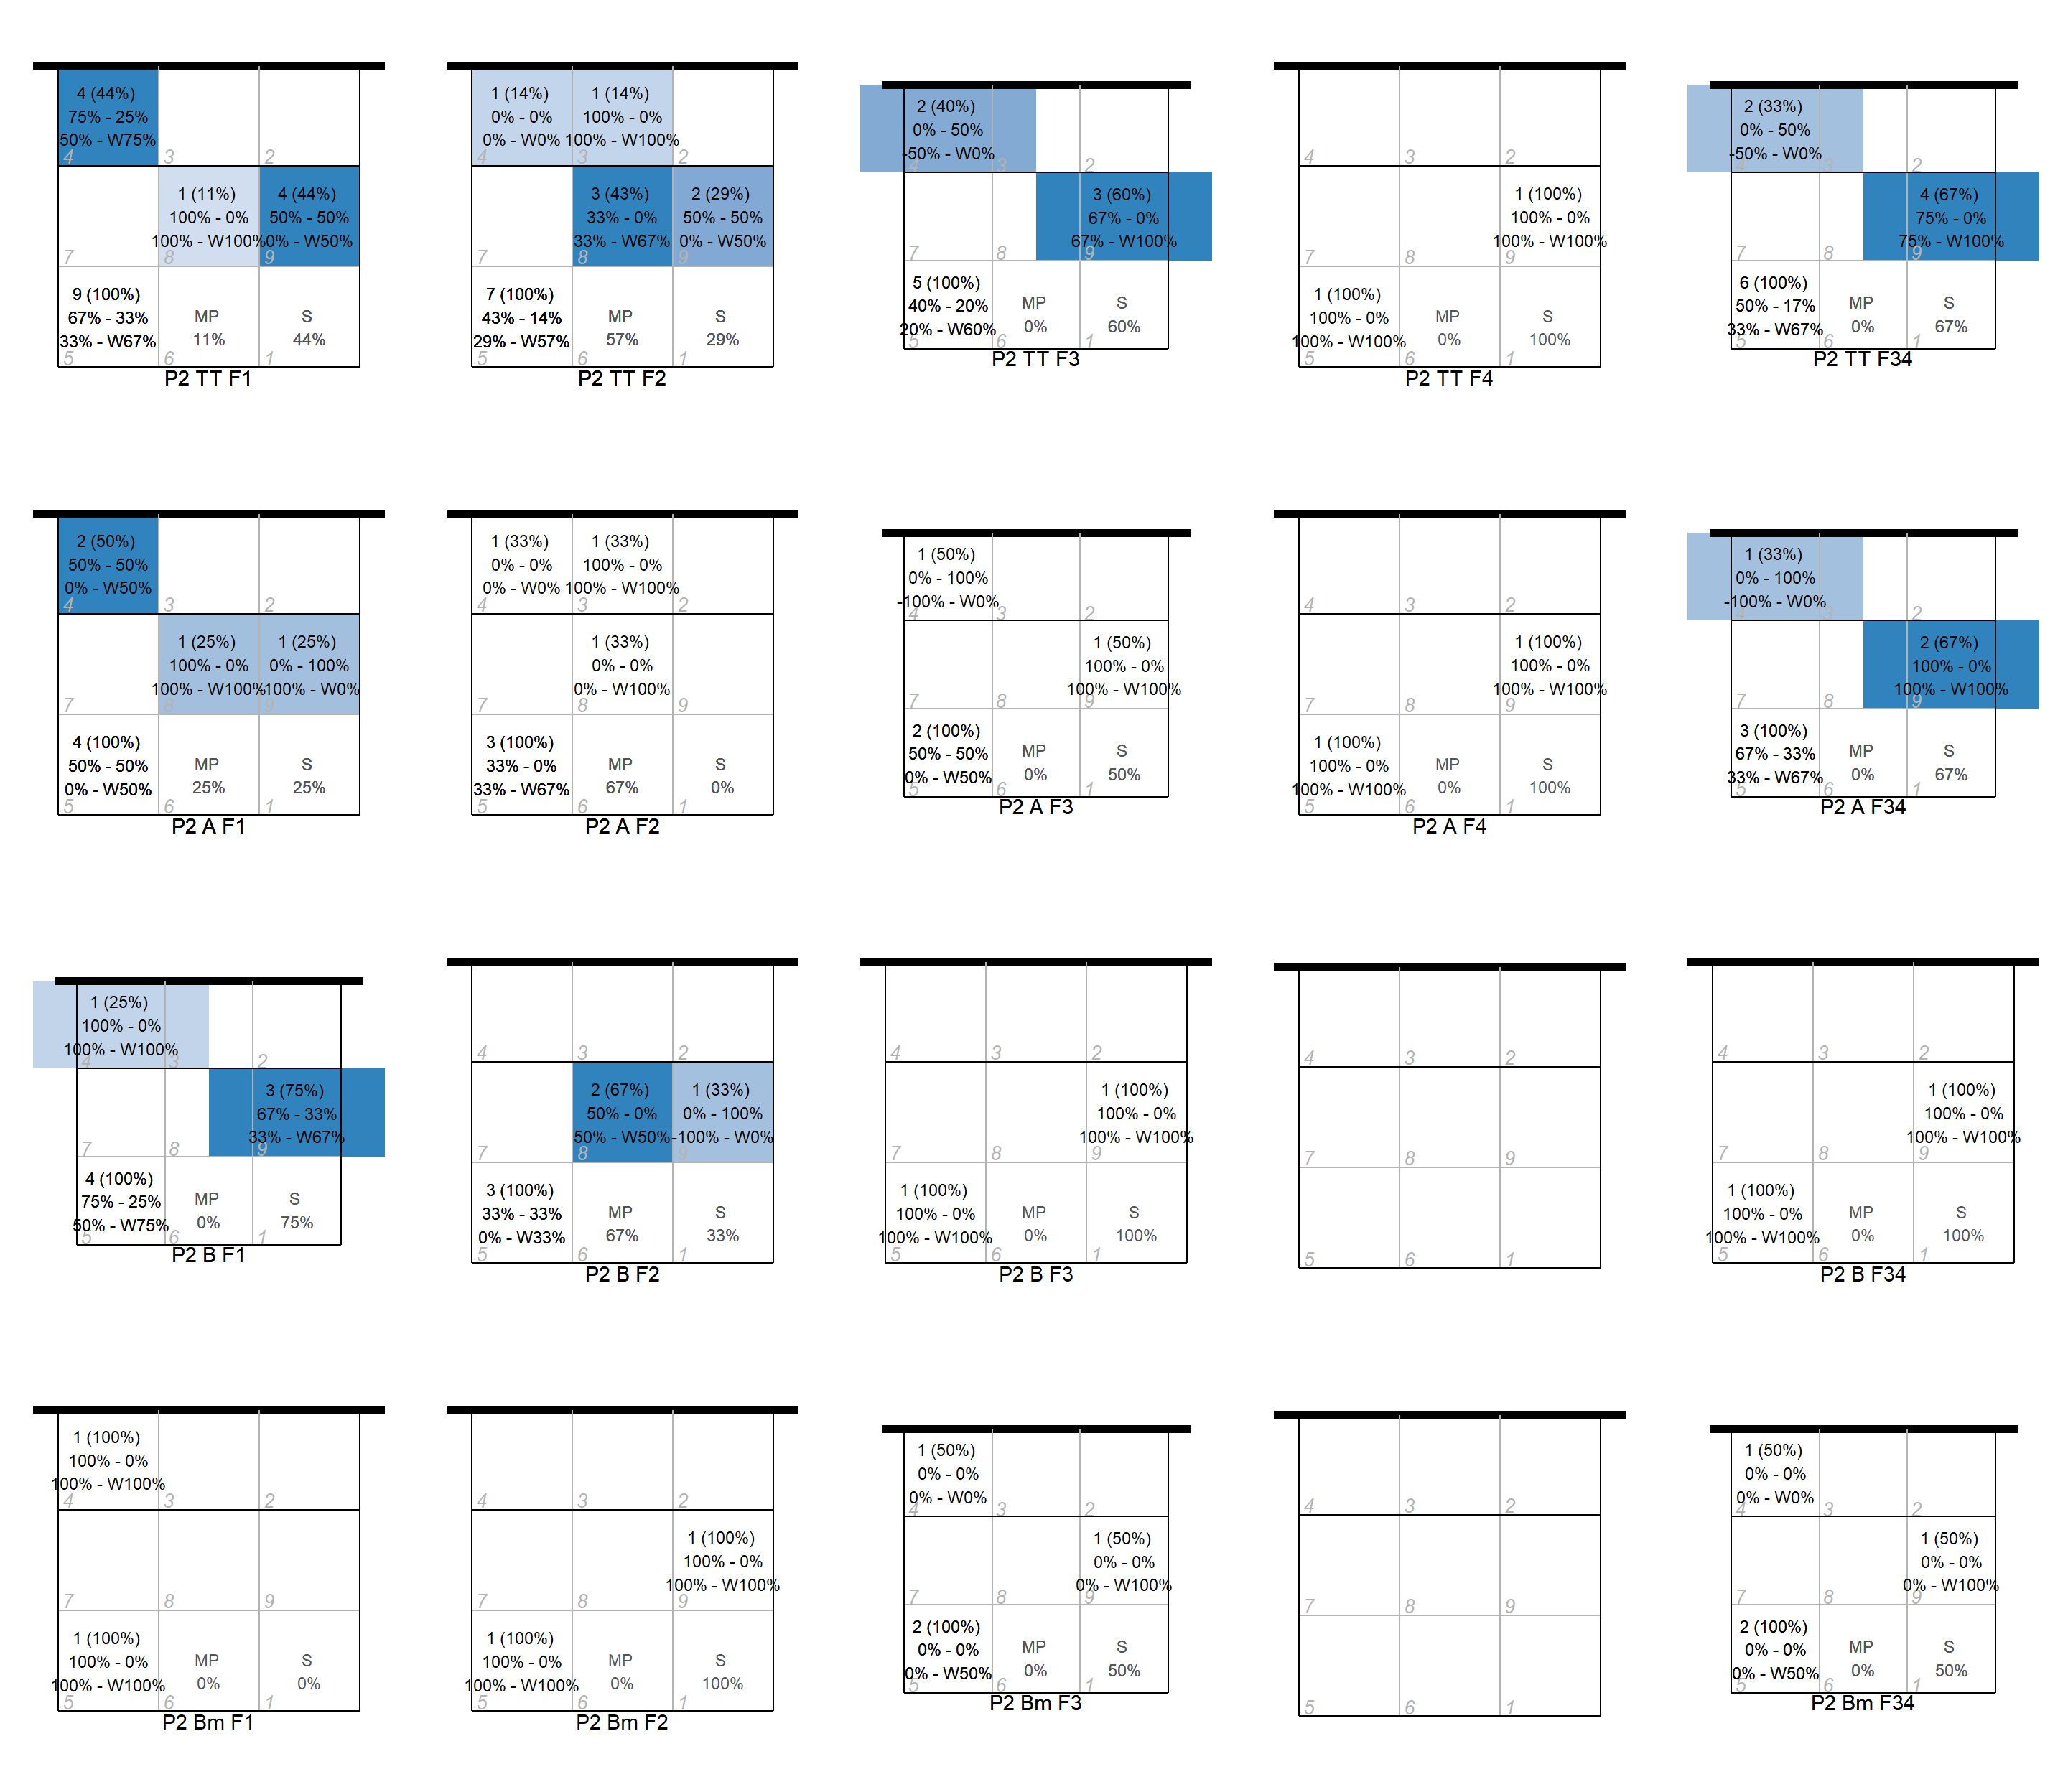 4 (44%)
75% - 25%
50% - W75%
4
3
2
1 (11%)
100% - 0%
100% - W100%
4 (44%)
50% - 50%
0% - W50%
7
8
9
9 (100%)
67% - 33%
33% - W67%
MP
11%
S
44%
5
6
1
P2 TT F1
1 (14%)
0% - 0%
0% - W0%
1 (14%)
100% - 0%
100% - W100%
4
3
2
3 (43%)
33% - 0%
33% - W67%
2 (29%)
50% - 50%
0% - W50%
7
8
9
7 (100%)
43% - 14%
29% - W57%
MP
57%
S
29%
5
6
1
P2 TT F2
2 (40%)
0% - 50%
-50% - W0%
4
3
2
3 (60%)
67% - 0%
67% - W100%
7
8
9
5 (100%)
40% - 20%
20% - W60%
MP
0%
S
60%
5
6
1
P2 TT F3
4
3
2
1 (100%)
100% - 0%
100% - W100%
7
8
9
1 (100%)
100% - 0%
100% - W100%
MP
0%
S
100%
5
6
1
P2 TT F4
2 (33%)
0% - 50%
-50% - W0%
4
3
2
4 (67%)
75% - 0%
75% - W100%
7
8
9
6 (100%)
50% - 17%
33% - W67%
MP
0%
S
67%
5
6
1
P2 TT F34
2 (50%)
50% - 50%
0% - W50%
4
3
2
1 (25%)
100% - 0%
100% - W100%
1 (25%)
0% - 100%
-100% - W0%
7
8
9
4 (100%)
50% - 50%
0% - W50%
MP
25%
S
25%
5
6
1
P2 A F1
1 (33%)
0% - 0%
0% - W0%
1 (33%)
100% - 0%
100% - W100%
4
3
2
1 (33%)
0% - 0%
0% - W100%
7
8
9
3 (100%)
33% - 0%
33% - W67%
MP
67%
S
0%
5
6
1
P2 A F2
1 (50%)
0% - 100%
-100% - W0%
4
3
2
1 (50%)
100% - 0%
100% - W100%
7
8
9
2 (100%)
50% - 50%
0% - W50%
MP
0%
S
50%
5
6
1
P2 A F3
4
3
2
1 (100%)
100% - 0%
100% - W100%
7
8
9
1 (100%)
100% - 0%
100% - W100%
MP
0%
S
100%
5
6
1
P2 A F4
1 (33%)
0% - 100%
-100% - W0%
4
3
2
2 (67%)
100% - 0%
100% - W100%
7
8
9
3 (100%)
67% - 33%
33% - W67%
MP
0%
S
67%
5
6
1
P2 A F34
1 (25%)
100% - 0%
100% - W100%
4
3
2
3 (75%)
67% - 33%
33% - W67%
7
8
9
4 (100%)
75% - 25%
50% - W75%
MP
0%
S
75%
5
6
1
P2 B F1
4
3
2
2 (67%)
50% - 0%
50% - W50%
1 (33%)
0% - 100%
-100% - W0%
7
8
9
3 (100%)
33% - 33%
0% - W33%
MP
67%
S
33%
5
6
1
P2 B F2
4
3
2
1 (100%)
100% - 0%
100% - W100%
7
8
9
1 (100%)
100% - 0%
100% - W100%
MP
0%
S
100%
5
6
1
P2 B F3
4
3
2
7
8
9
5
6
1
4
3
2
1 (100%)
100% - 0%
100% - W100%
7
8
9
1 (100%)
100% - 0%
100% - W100%
MP
0%
S
100%
5
6
1
P2 B F34
1 (100%)
100% - 0%
100% - W100%
4
3
2
7
8
9
1 (100%)
100% - 0%
100% - W100%
MP
0%
S
0%
5
6
1
P2 Bm F1
4
3
2
1 (100%)
100% - 0%
100% - W100%
7
8
9
1 (100%)
100% - 0%
100% - W100%
MP
0%
S
100%
5
6
1
P2 Bm F2
1 (50%)
0% - 0%
0% - W0%
4
3
2
1 (50%)
0% - 0%
0% - W100%
7
8
9
2 (100%)
0% - 0%
0% - W50%
MP
0%
S
50%
5
6
1
P2 Bm F3
4
3
2
7
8
9
5
6
1
1 (50%)
0% - 0%
0% - W0%
4
3
2
1 (50%)
0% - 0%
0% - W100%
7
8
9
2 (100%)
0% - 0%
0% - W50%
MP
0%
S
50%
5
6
1
P2 Bm F34